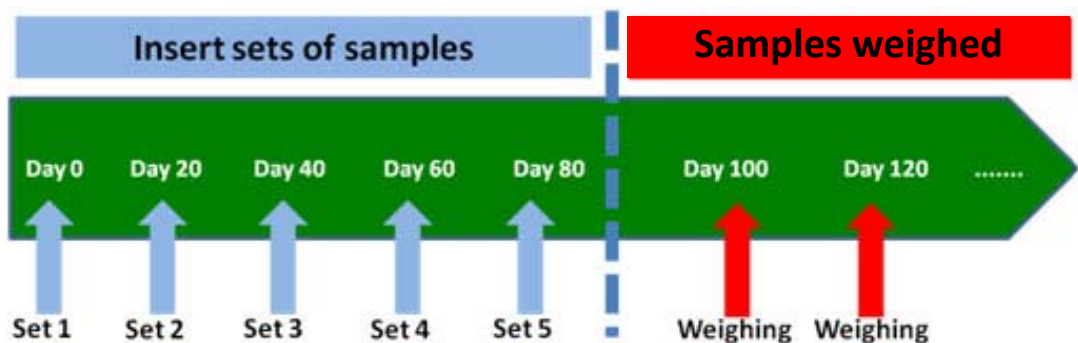 Insert sets of samples
Samples weighed
Day 0 Day 20 Day 40 Day 60 Day 80 Day 100 Day 120 .......
Set 1 Set 2 Set 3 Set 4 Set 5 Weighing Weighing